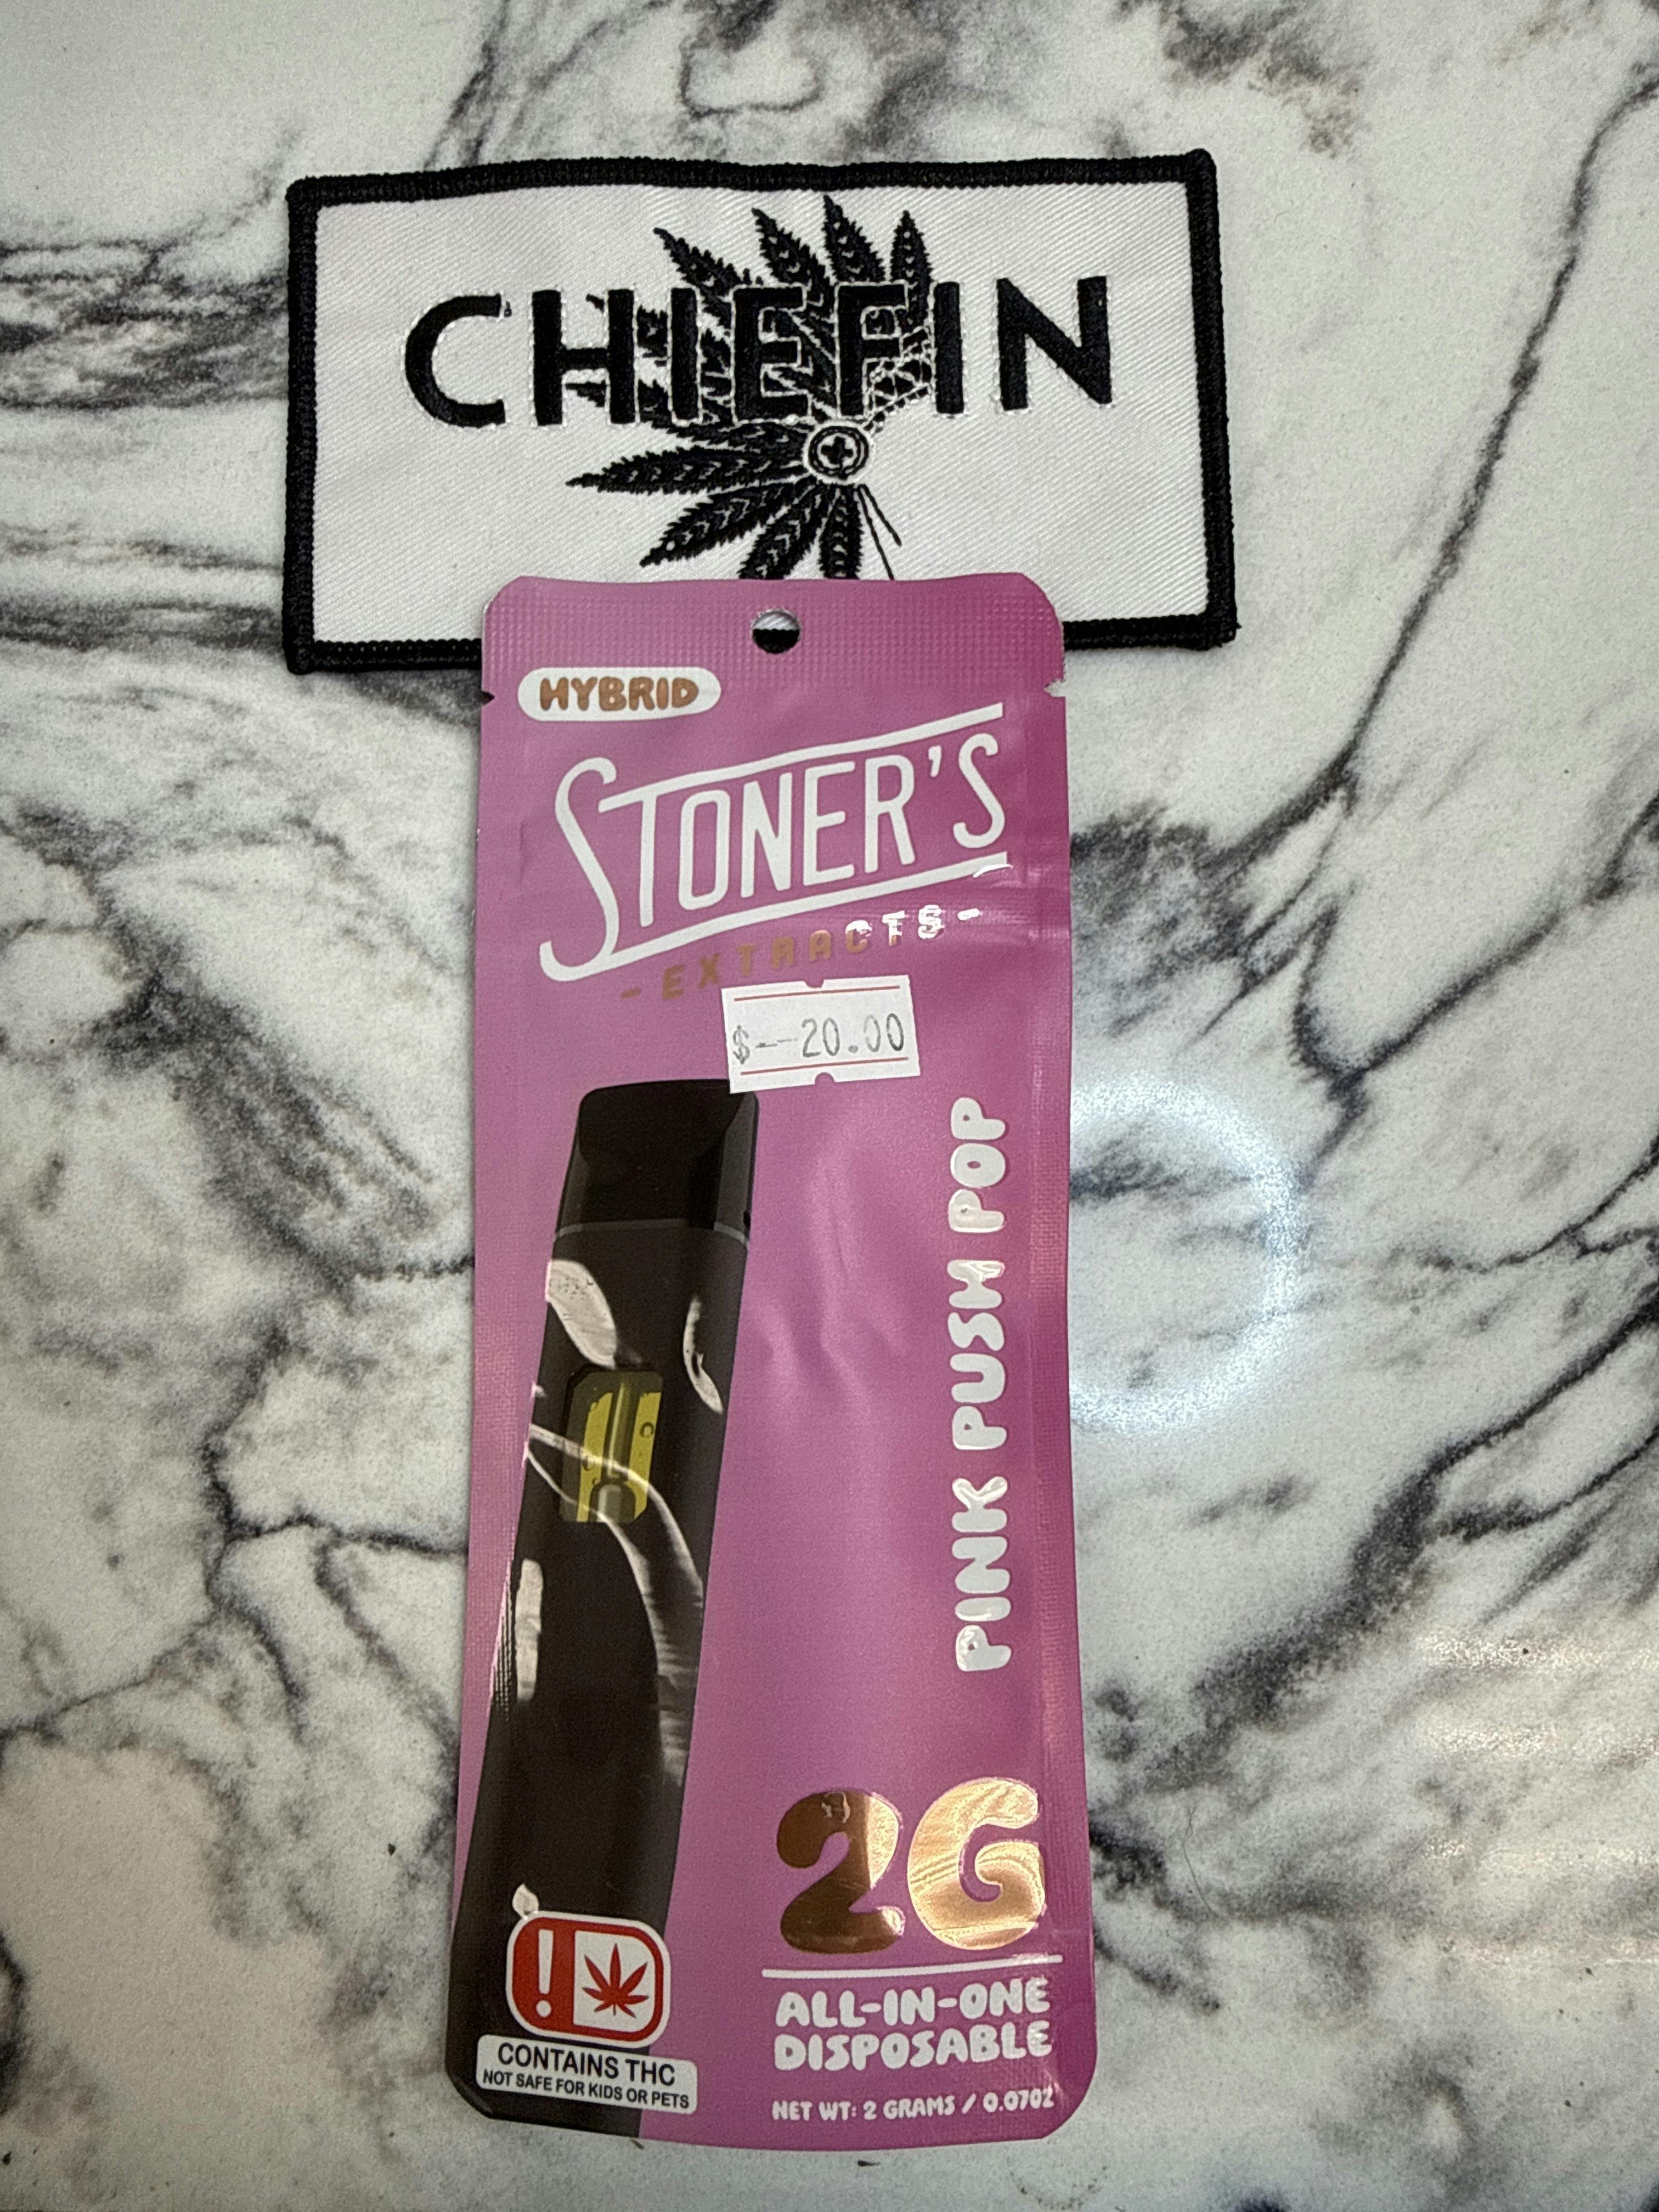 CHIEFIN
HYBRID
STONER'S
-EXTRACTS-
$--20.00
PINK PUSH POP
2G
ALL-IN-ONE
DISPOSABLE
NET WT: 2 GRAMS / 0.07OZ
!
CONTAINS THC
NOT SAFE FOR KIDS OR PETS